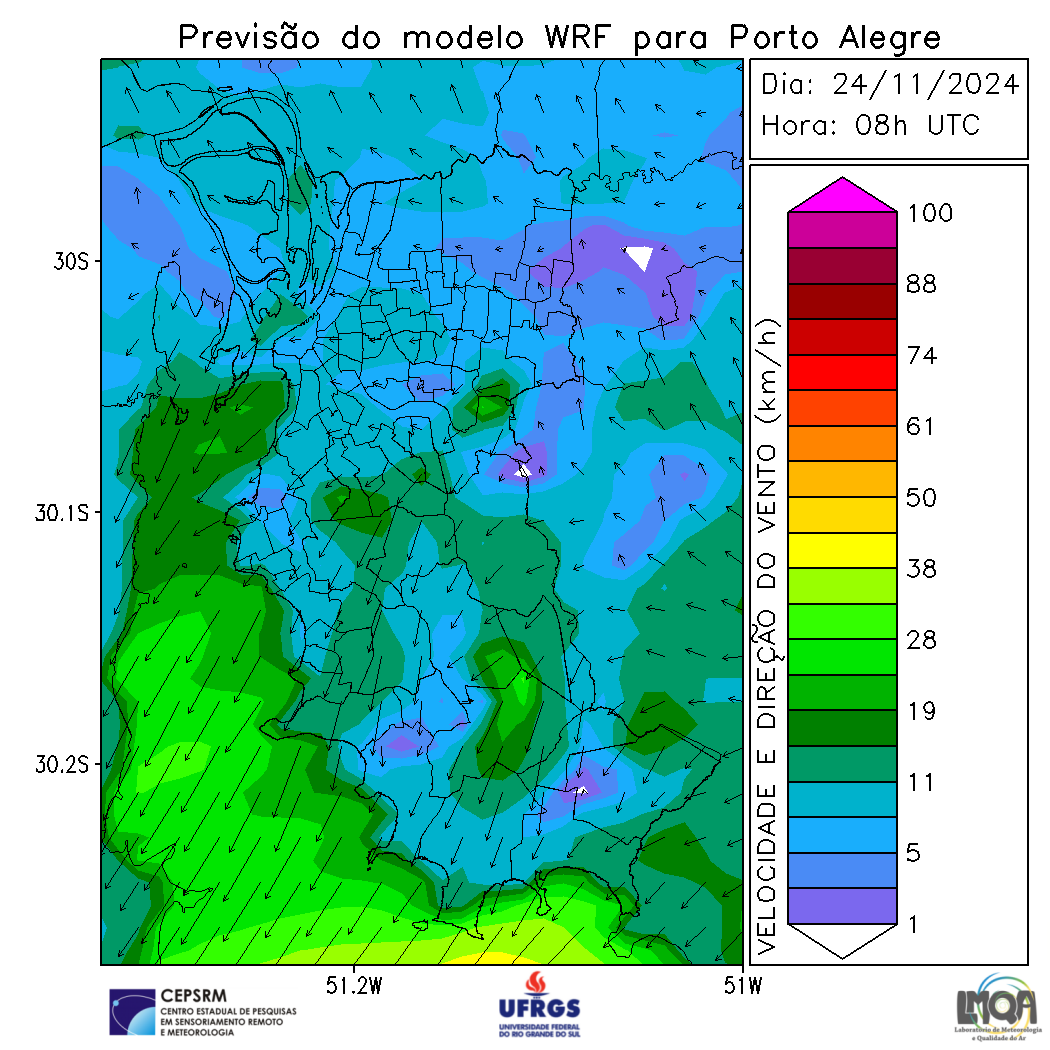 Previsão do modelo WRF para Porto Alegre
Dia: 24/11/2024
Hora: 08h UTC
30S
30.1S
30.2S
51.2W
51W
VELOCIDADE E DIREÇÃO DO VENTO (km/h)
100
88
74
61
50
38
28
19
11
5
1
CEPSRM
CENTRO ESTADUAL DE PESQUISAS
EM SENSORIAMENTO REMOTO
E METEOROLOGIA
UFRGS
UNIVERSIDADE FEDERAL
DO RIO GRANDE DO SUL
LMQA
Laboratório de Meteorologia
e Qualidade do Ar